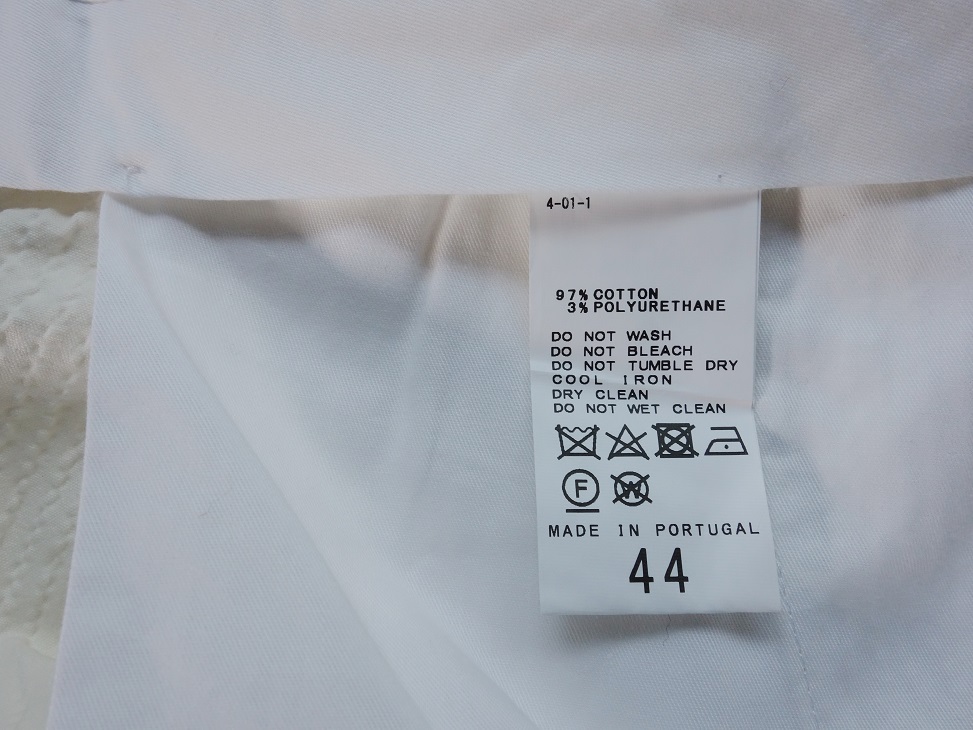 4-01-1
97% COTTON
3% POLYURETHANE
DO NOT WASH
DO NOT BLEACH
DO NOT TUMBLE DRY
COOL IRON
DRY CLEAN
DO NOT WET CLEAN
F W
MADE IN PORTUGAL
44